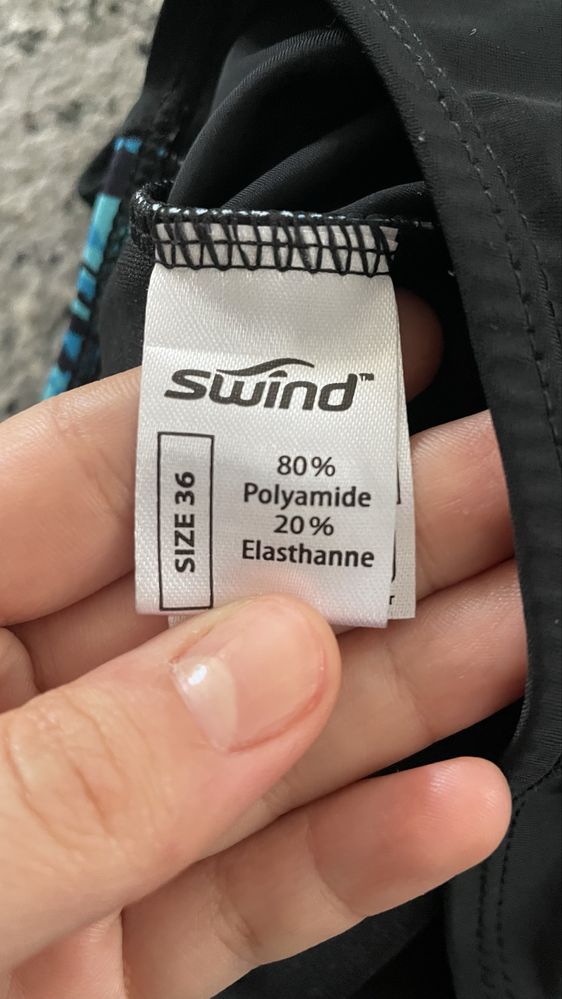 swind™
SIZE 36
80%
Polyamide
20%
Elasthanne
r